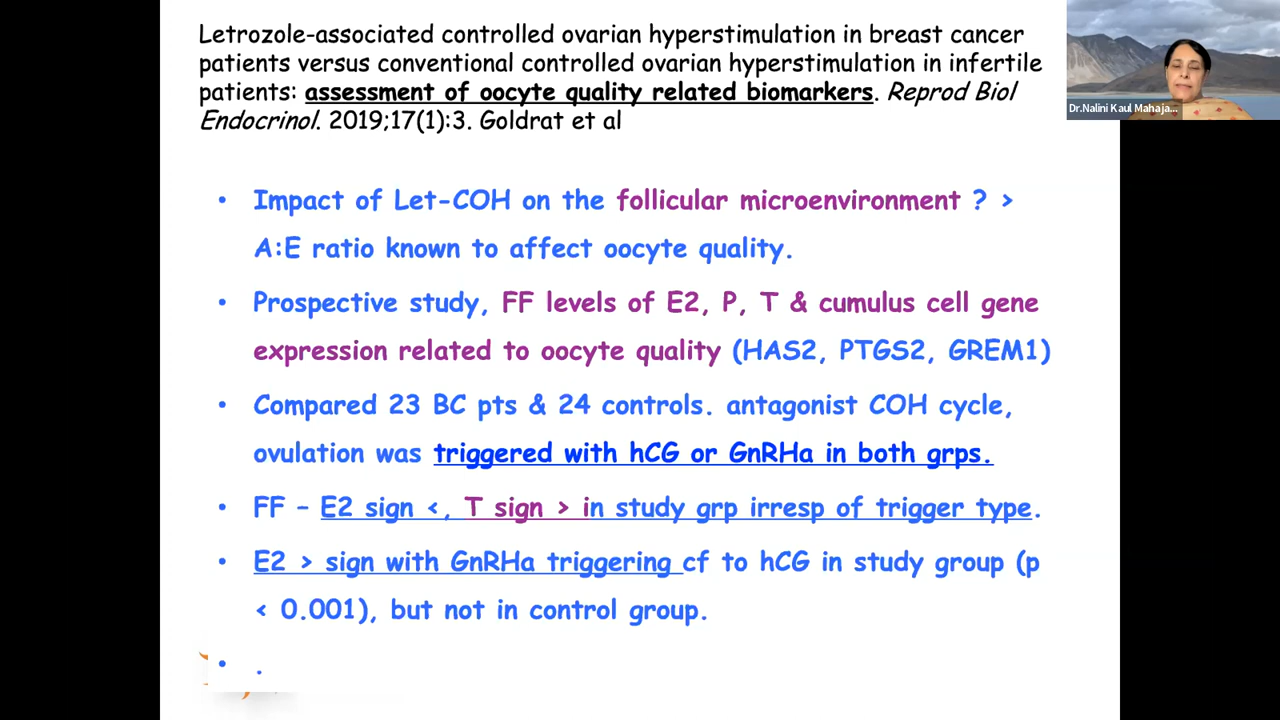 Letrozole-associated controlled ovarian hyperstimulation in breast cancer
patients versus conventional controlled ovarian hyperstimulation in infertile
patients: assessment of oocyte quality related biomarkers. Reprod Biol
Endocrinol. 2019;17(1):3. Goldrat et al
Dr.Nalini Kaul Mahaja...
• Impact of Let-COH on the follicular microenvironment ? >
A:E ratio known to affect oocyte quality.
• Prospective study, FF levels of E2, P, T & cumulus cell gene
expression related to oocyte quality (HAS2, PTGS2, GREM1)
• Compared 23 BC pts & 24 controls. antagonist COH cycle,
ovulation was triggered with hCG or GnRHa in both grps.
• FF – E2 sign <, T sign > in study grp irresp of trigger type.
• E2 > sign with GnRHa triggering cf to hCG in study group (p
< 0.001), but not in control group.
• .